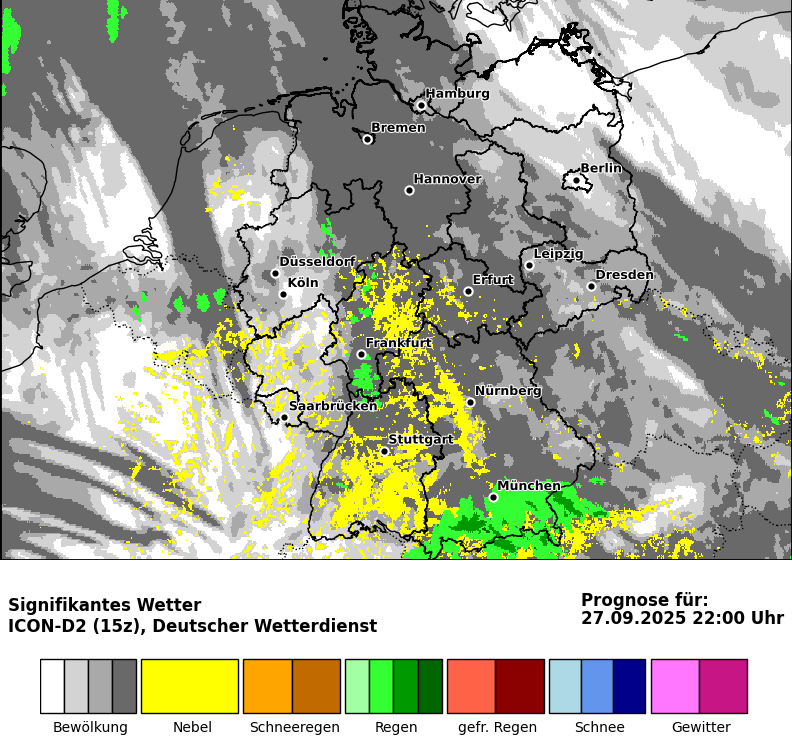 Hamburg
Bremen
Berlin
Hannover
Leipzig
Düsseldorf
Dresden
Erfurt
Köln
Frankfurt
Nürnberg
Saarbrücken
Stuttgart
München
Signifikantes Wetter
ICON-D2 (15z), Deutscher Wetterdienst
Prognose für:
27.09.2025 22:00 Uhr
Bewölkung Nebel Schneeregen Regen gefr. Regen Schnee Gewitter